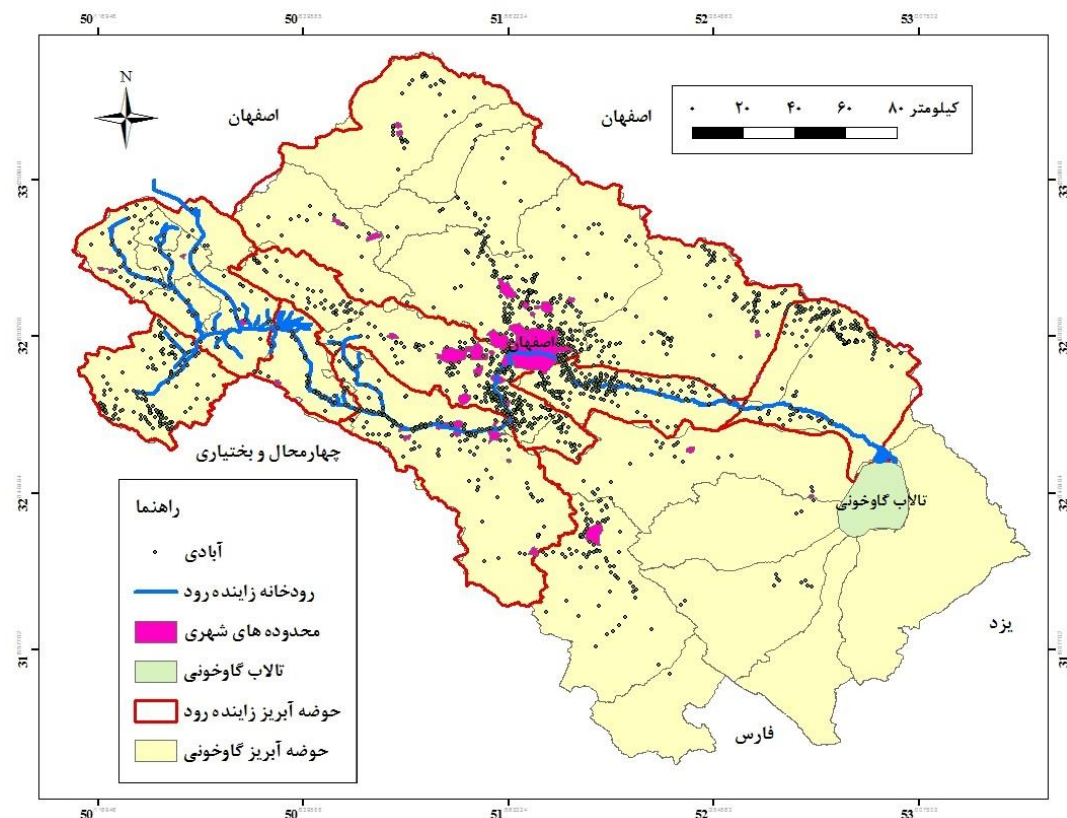 50 50 51 52 53
N
اصفهان
اصفهان
۰ ۲۰ ۴۰ ۶۰ ۸۰ کیلومتر
33 33
32 32
اصفهان
چهارمحال و بختیاری
32 32
تالاب گاوخونی
یزد
31 31
فارس
راهنما
آبادی
رودخانه زاینده رود
محدوده های شهری
تالاب گاوخونی
حوضه آبریز زاینده رود
حوضه آبریز گاوخونی
50 50 51 52 53